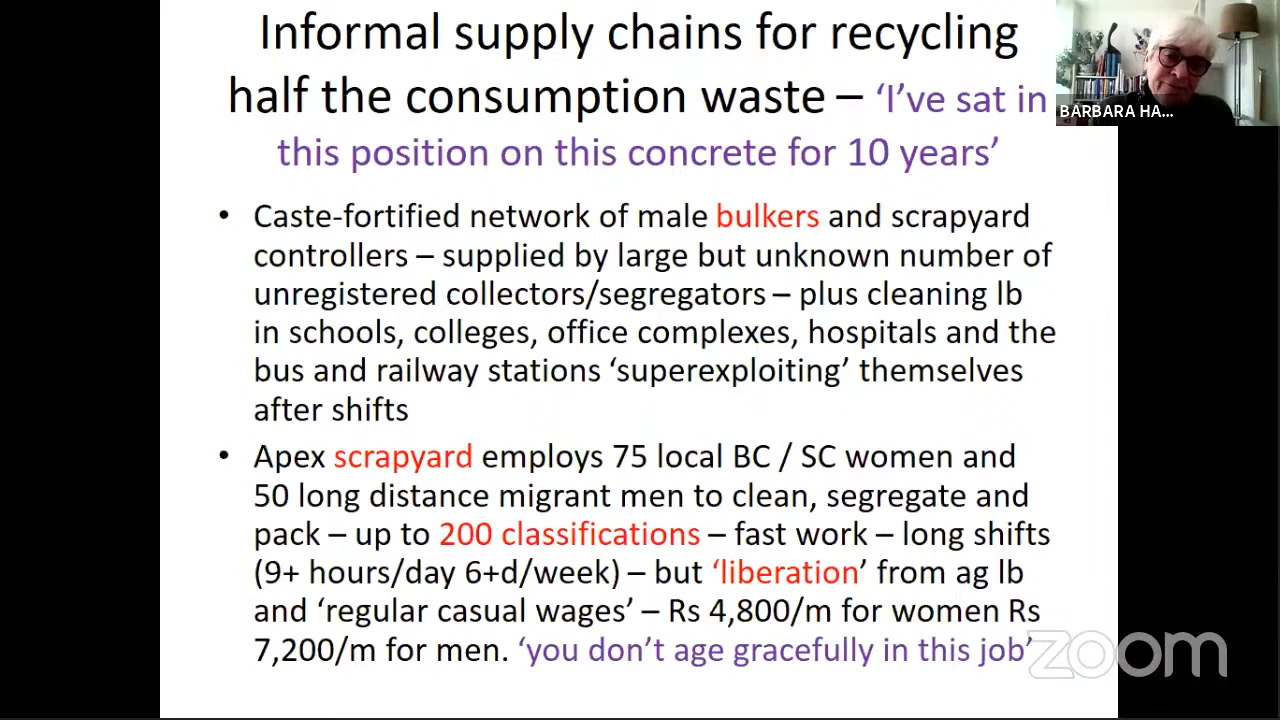 Informal supply chains for recycling
half the consumption waste – ‘I’ve sat in
this position on this concrete for 10 years’
BARBARA HA...
• Caste-fortified network of male bulkers and scrapyard
controllers – supplied by large but unknown number of
unregistered collectors/segregators – plus cleaning lb
in schools, colleges, office complexes, hospitals and the
bus and railway stations ‘superexploiting’ themselves
after shifts
• Apex scrapyard employs 75 local BC / SC women and
50 long distance migrant men to clean, segregate and
pack – up to 200 classifications – fast work – long shifts
(9+ hours/day 6+d/week) – but ‘liberation’ from ag lb
and ‘regular casual wages’ – Rs 4,800/m for women Rs
7,200/m for men. ‘you don’t age gracefully in this job’
zoom